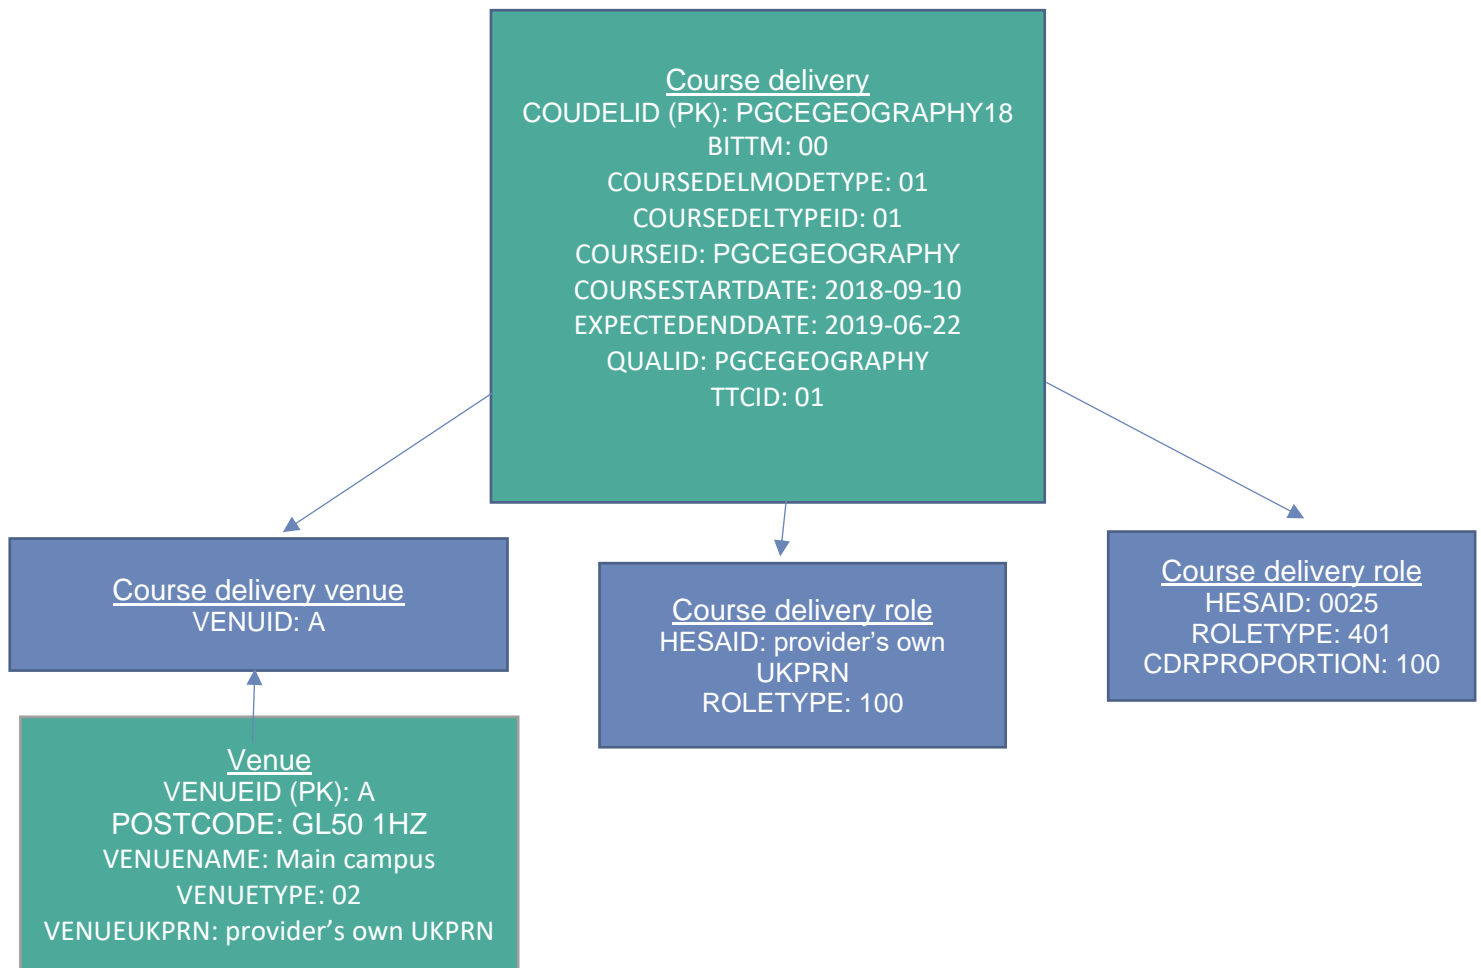 Course delivery
COUDELID (PK): PGCEGEOGRAPHY18
BITTM: 00
COURSEDELMODETYPE: 01
COURSEDELTYPEID: 01
COURSEID: PGCEGEOGRAPHY
COURSESTARTDATE: 2018-09-10
EXPECTEDENDDATE: 2019-06-22
QUALID: PGCEGEOGRAPHY
TTCID: 01
Course delivery venue
VENUID: A
Course delivery role
HESAID: provider’s own
UKPRN
ROLETYPE: 100
Course delivery role
HESAID: 0025
ROLETYPE: 401
CDRPROPORTION: 100
Venue
VENUEID (PK): A
POSTCODE: GL50 1HZ
VENUENAME: Main campus
VENUETYPE: 02
VENUEUKPRN: provider’s own UKPRN